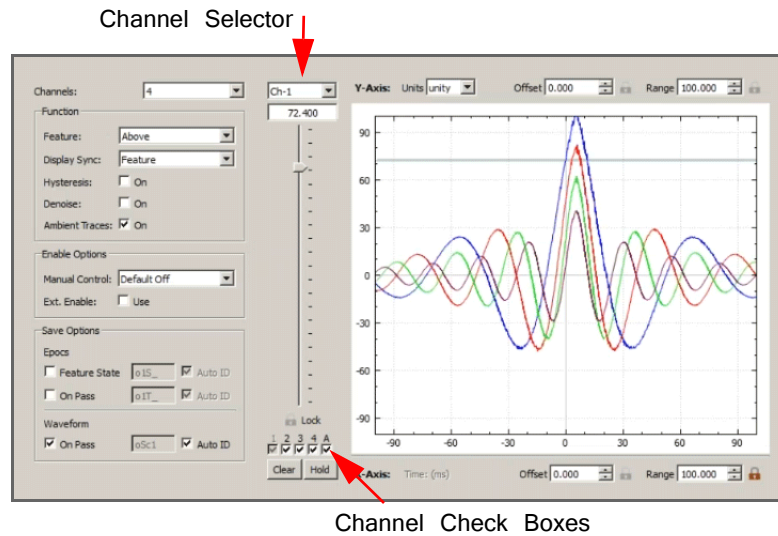 Channel Selector
Channels: 4
Function
Feature: Above
Display Sync: Feature
Hysteresis: On
Denoise: On
Ambient Traces: On
Enable Options
Manual Control: Default Off
Ext. Enable: Use
Save Options
Epocs
Feature State o1S_ Auto ID
On Pass o1T_ Auto ID
Waveform
On Pass oSc1 Auto ID
Ch-1
72.400
Lock
1 2 3 4 A
Clear Hold
Y-Axis: Units unity Offset 0.000 Range 100.000
90
60
30
0
-30
-60
-90
-90 -60 -30 0 30 60 90
X-Axis: Time: (ms) Offset 0.000 Range 100.000
Channel Check Boxes